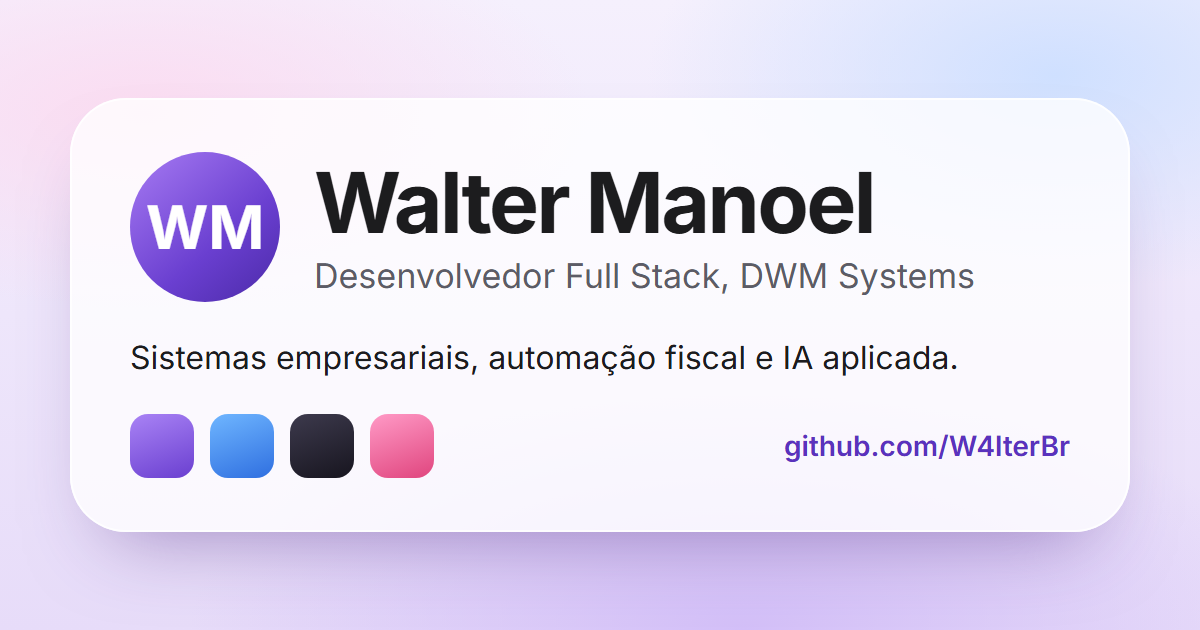 WM
Walter Manoel
Desenvolvedor Full Stack, DWM Systems
Sistemas empresariais, automação fiscal e IA aplicada.
github.com/W4lterBr